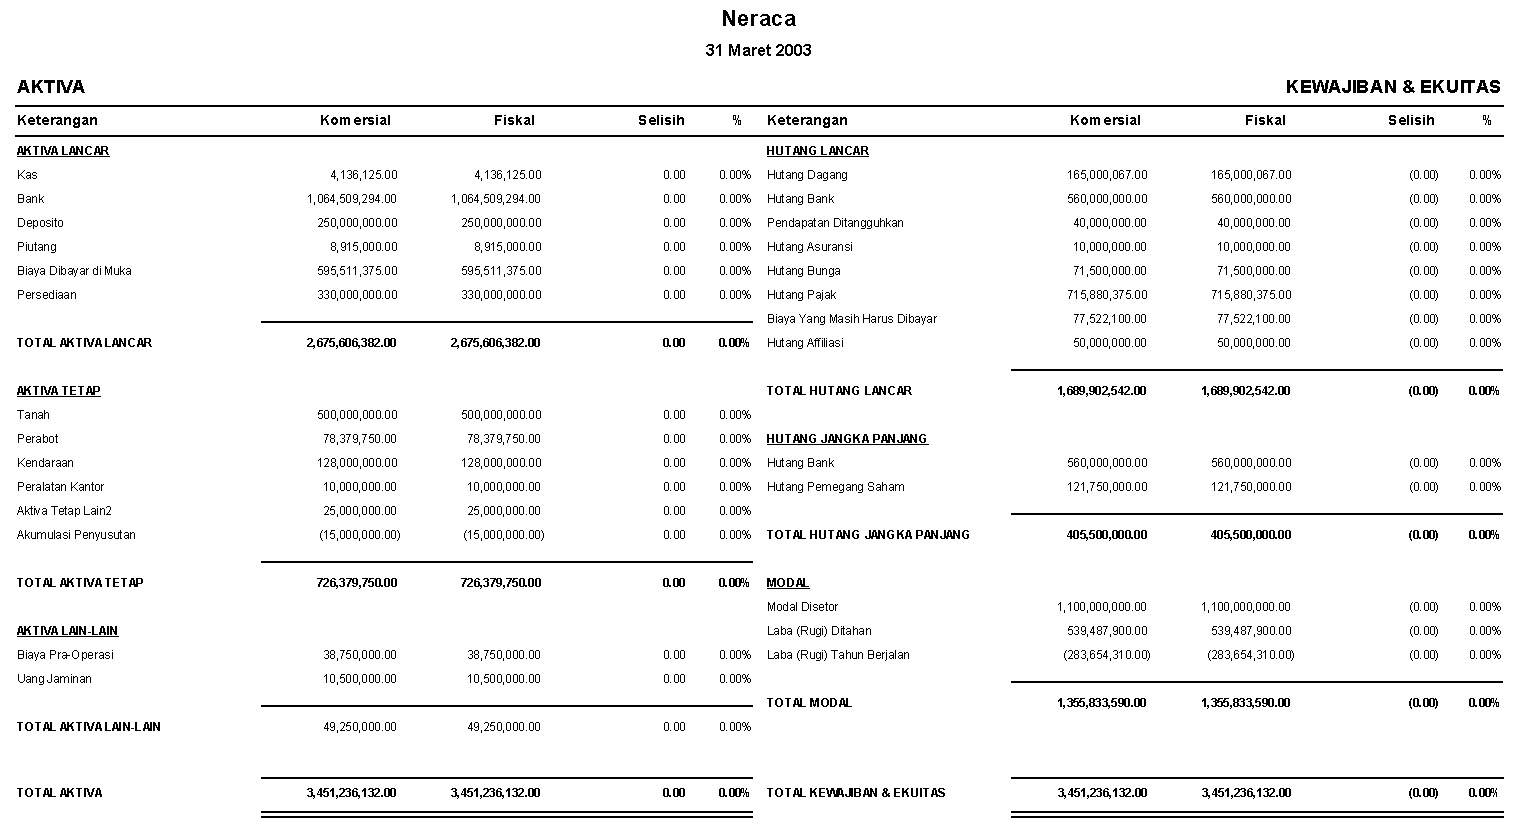 Neraca
31 Maret 2003
AKTIVA
KEWAJIBAN & EKUITAS
Keterangan Komersial Fiskal Selisih %
AKTIVA LANCAR
Kas 4,136,125.00 4,136,125.00 0.00 0.00%
Bank 1,064,509,294.00 1,064,509,294.00 0.00 0.00%
Deposito 250,000,000.00 250,000,000.00 0.00 0.00%
Piutang 8,915,000.00 8,915,000.00 0.00 0.00%
Biaya Dibayar di Muka 595,511,375.00 595,511,375.00 0.00 0.00%
Persediaan 330,000,000.00 330,000,000.00 0.00 0.00%
TOTAL AKTIVA LANCAR 2,675,606,382.00 2,675,606,382.00 0.00 0.00%
AKTIVA TETAP
Tanah 500,000,000.00 500,000,000.00 0.00 0.00%
Perabot 78,379,750.00 78,379,750.00 0.00 0.00%
Kendaraan 128,000,000.00 128,000,000.00 0.00 0.00%
Peralatan Kantor 10,000,000.00 10,000,000.00 0.00 0.00%
Aktiva Tetap Lain2 25,000,000.00 25,000,000.00 0.00 0.00%
Akumulasi Penyusutan (15,000,000.00) (15,000,000.00) 0.00 0.00%
TOTAL AKTIVA TETAP 726,379,750.00 726,379,750.00 0.00 0.00%
AKTIVA LAIN-LAIN
Biaya Pra-Operasi 38,750,000.00 38,750,000.00 0.00 0.00%
Uang Jaminan 10,500,000.00 10,500,000.00 0.00 0.00%
TOTAL AKTIVA LAIN-LAIN 49,250,000.00 49,250,000.00 0.00 0.00%
TOTAL AKTIVA 3,451,236,132.00 3,451,236,132.00 0.00 0.00%
Keterangan Komersial Fiskal Selisih %
HUTANG LANCAR
Hutang Dagang 165,000,067.00 165,000,067.00 (0.00) 0.00%
Hutang Bank 560,000,000.00 560,000,000.00 (0.00) 0.00%
Pendapatan Ditangguhkan 40,000,000.00 40,000,000.00 (0.00) 0.00%
Hutang Asuransi 10,000,000.00 10,000,000.00 (0.00) 0.00%
Hutang Bunga 71,500,000.00 71,500,000.00 (0.00) 0.00%
Hutang Pajak 715,880,375.00 715,880,375.00 (0.00) 0.00%
Biaya Yang Masih Harus Dibayar 77,522,100.00 77,522,100.00 (0.00) 0.00%
Hutang Affiliasi 50,000,000.00 50,000,000.00 (0.00) 0.00%
TOTAL HUTANG LANCAR 1,689,902,542.00 1,689,902,542.00 (0.00) 0.00%
HUTANG JANGKA PANJANG
Hutang Bank 560,000,000.00 560,000,000.00 (0.00) 0.00%
Hutang Pemegang Saham 121,750,000.00 121,750,000.00 (0.00) 0.00%
TOTAL HUTANG JANGKA PANJANG 405,500,000.00 405,500,000.00 (0.00) 0.00%
MODAL
Modal Disetor 1,100,000,000.00 1,100,000,000.00 (0.00) 0.00%
Laba (Rugi) Ditahan 539,487,900.00 539,487,900.00 (0.00) 0.00%
Laba (Rugi) Tahun Berjalan (283,654,310.00) (283,654,310.00) (0.00) 0.00%
TOTAL MODAL 1,355,833,590.00 1,355,833,590.00 (0.00) 0.00%
TOTAL KEWAJIBAN & EKUITAS 3,451,236,132.00 3,451,236,132.00 (0.00) 0.00%